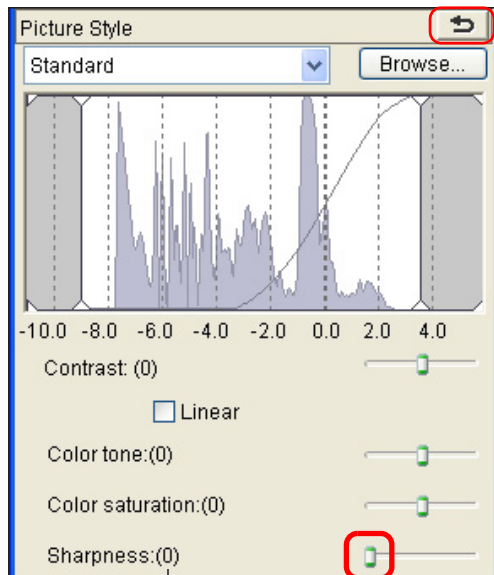 Picture Style
Standard Browse...
-10.0 -8.0 -6.0 -4.0 -2.0 0.0 2.0 4.0
Contrast: (0)
Linear
Color tone:(0)
Color saturation:(0)
Sharpness:(0)